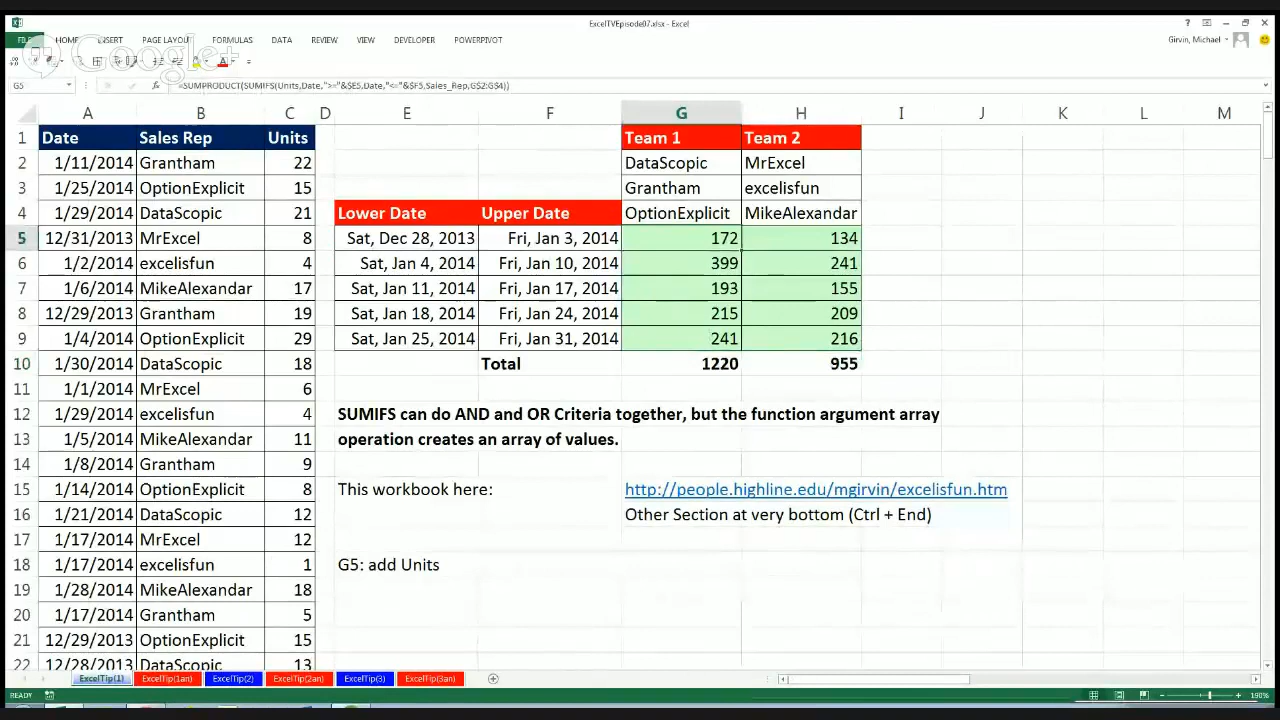 ExcelTVEpisode07.xlsx - Excel
FILE HOME INSERT PAGE LAYOUT FORMULAS DATA REVIEW VIEW DEVELOPER POWERPIVOT Girvin, Michael
Google+
G5 fx =SUMPRODUCT(SUMIFS(Units,Date,">="&$E5,Date,"<="&$F5,Sales_Rep,G$2:G$4))
A B C D E F G H I J K L M
1 Date Sales Rep Units Team 1 Team 2
2 1/11/2014 Grantham 22 DataScopic MrExcel
3 1/25/2014 OptionExplicit 15 Grantham excelisfun
4 1/29/2014 DataScopic 21 Lower Date Upper Date OptionExplicit MikeAlexandar
5 12/31/2013 MrExcel 8 Sat, Dec 28, 2013 Fri, Jan 3, 2014 172 134
6 1/2/2014 excelisfun 4 Sat, Jan 4, 2014 Fri, Jan 10, 2014 399 241
7 1/6/2014 MikeAlexandar 17 Sat, Jan 11, 2014 Fri, Jan 17, 2014 193 155
8 12/29/2013 Grantham 19 Sat, Jan 18, 2014 Fri, Jan 24, 2014 215 209
9 1/4/2014 OptionExplicit 29 Sat, Jan 25, 2014 Fri, Jan 31, 2014 241 216
10 1/30/2014 DataScopic 18 Total 1220 955
11 1/1/2014 MrExcel 6
12 1/29/2014 excelisfun 4 SUMIFS can do AND and OR Criteria together, but the function argument array
13 1/5/2014 MikeAlexandar 11 operation creates an array of values.
14 1/8/2014 Grantham 9
15 1/14/2014 OptionExplicit 8 This workbook here: http://people.highline.edu/mgirvin/excelisfun.htm
16 1/21/2014 DataScopic 12 Other Section at very bottom (Ctrl + End)
17 1/17/2014 MrExcel 12
18 1/17/2014 excelisfun 1 G5: add Units
19 1/28/2014 MikeAlexandar 18
20 1/17/2014 Grantham 5
21 12/29/2013 OptionExplicit 15
22 12/28/2013 DataScopic 13
ExcelTip(1) ExcelTip(1an) ExcelTip(2) ExcelTip(2an) ExcelTip(3) ExcelTip(3an)
READY 190%